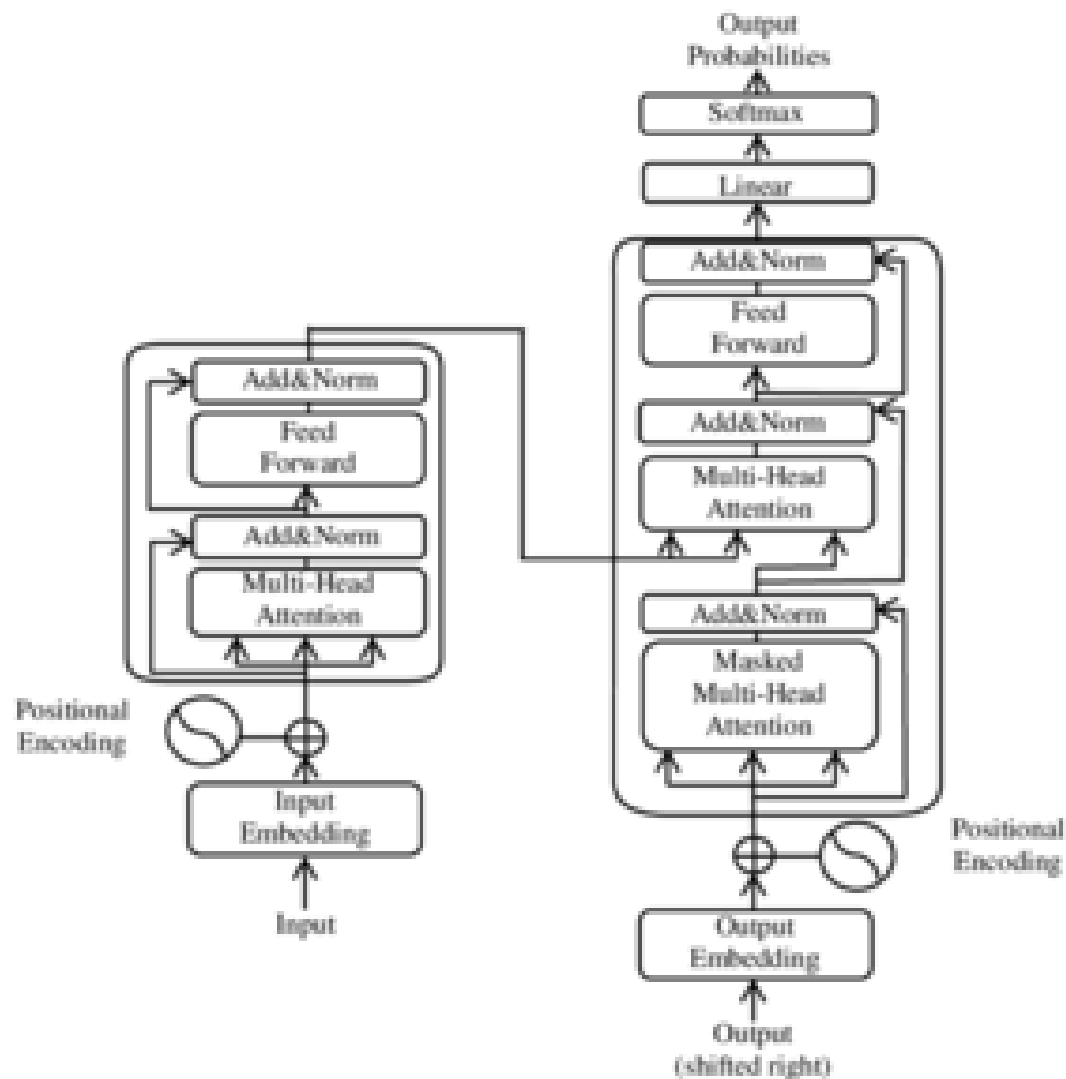 Output
Probabilities
Softmax
Linear
Add&Norm
Feed
Forward
Add&Norm
Multi-Head
Attention
Add&Norm
Masked
Multi-Head
Attention
Positional
Encoding
Output
Embedding
Output
(shifted right)
Add&Norm
Feed
Forward
Add&Norm
Multi-Head
Attention
Positional
Encoding
Input
Embedding
Input